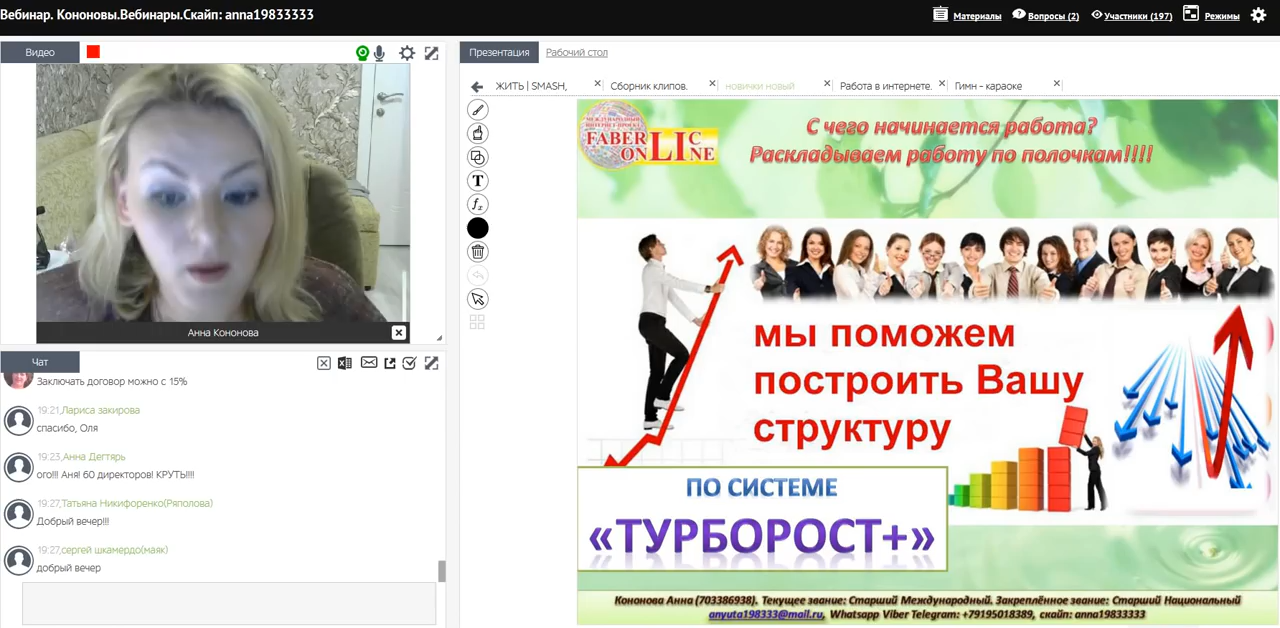 Вебинар. Кононовы.Вебинары.Скайп: anna19833333
Материалы
Вопросы (2)
Участники (197)
Режимы
Видео
Анна Кононова
Чат
Заключать договор можно с 15%
19:21,Лариса закирова
спасибо, Оля
19:23,Анна Дегтярь
ого!!! Аня! 60 директоров! КРУТЬ!!!!
19:27,Татьяна Никифоренко(Ряполова)
Добрый вечер!!!
19:27,сергей шкамердо(маяк)
добрый вечер
Презентация
Рабочий стол
ЖИТЬ | SMASH,
Сборник клипов.
новички новый
Работа в интернете.
Гимн - караоке
T
fx
МЕЖДУНАРОДНЫЙ
ИНТЕРНЕТ-ПРОЕКТ
FABERLIC
ONLINE
С чего начинается работа?
Раскладываем работу по полочкам!!!!
мы поможем
построить Вашу
структуру
ПО СИСТЕМЕ
«ТУРБОРОСТ+»
Кононова Анна (703386938). Текущее звание: Старший Международный. Закреплённое звание: Старший Национальный
anyuta198333@mail.ru, Whatsapp Viber Telegram: +79195018389, скайп: anna19833333